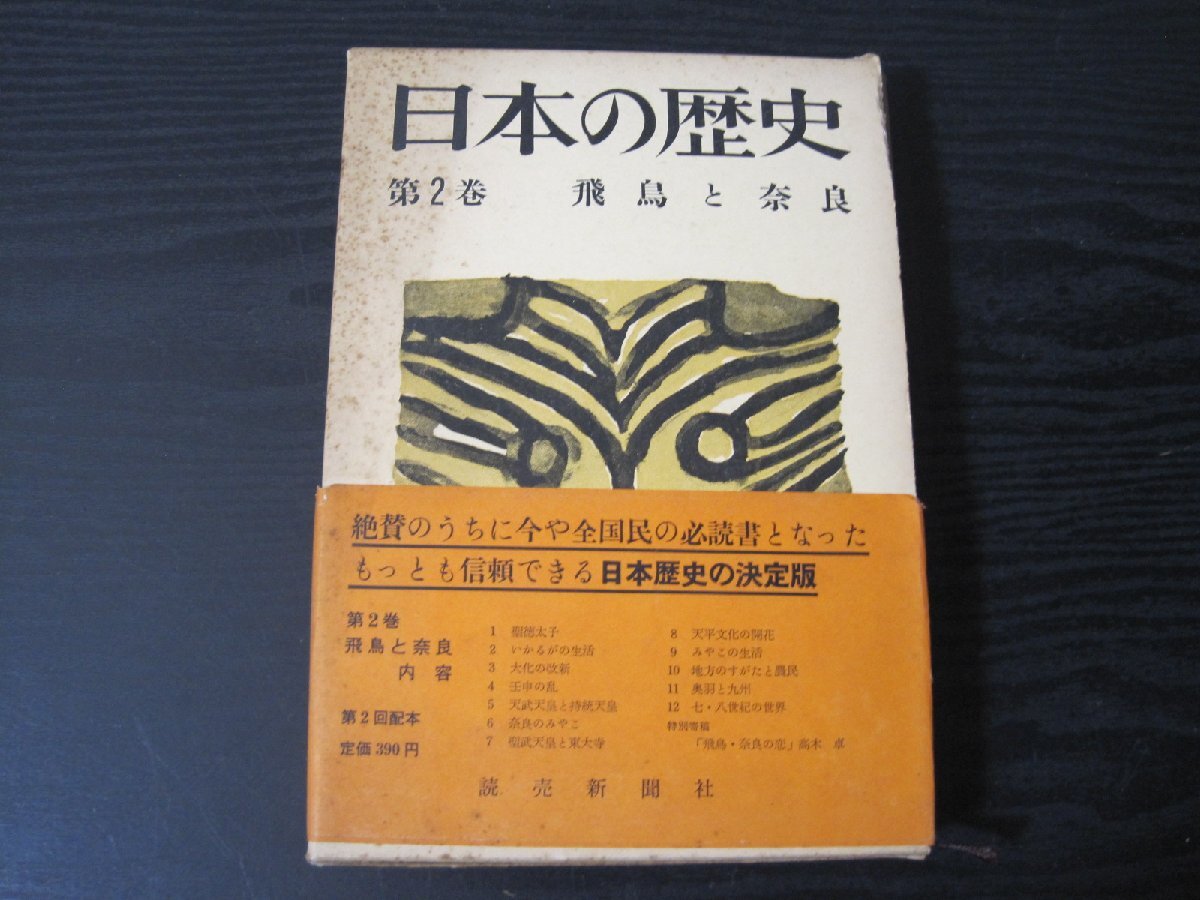 日本の歴史
第2巻 飛鳥と奈良
絶賛のうちに今や全国民の必読書となった
もっとも信頼できる日本歴史の決定版
第2巻
飛鳥と奈良
内容
第2回配本
定価390円
1 聖徳太子
2 いかるがの生活
3 大化の改新
4 壬申の乱
5 天武天皇と持統天皇
6 奈良のみやこ
7 聖武天皇と東大寺
8 天平文化の開花
9 みやこの生活
10 地方のすがたと農民
11 奥羽と九州
12 七・八世紀の世界
特別寄稿
「飛鳥・奈良の恋」高木 卓
読売新聞社